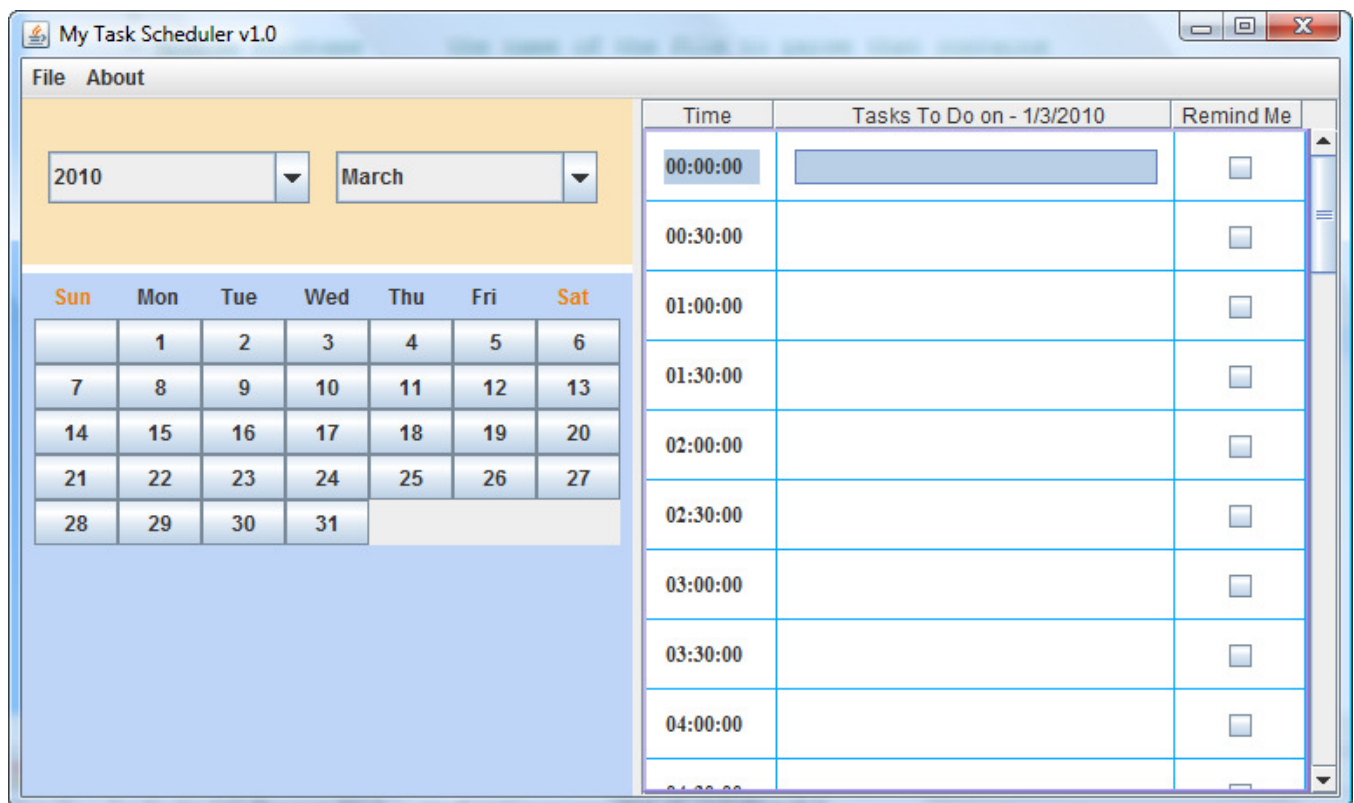 My Task Scheduler v1.0
File About
2010 March
Sun Mon Tue Wed Thu Fri Sat
1 2 3 4 5 6
7 8 9 10 11 12 13
14 15 16 17 18 19 20
21 22 23 24 25 26 27
28 29 30 31
Time Tasks To Do on - 1/3/2010 Remind Me
00:00:00
00:30:00
01:00:00
01:30:00
02:00:00
02:30:00
03:00:00
03:30:00
04:00:00